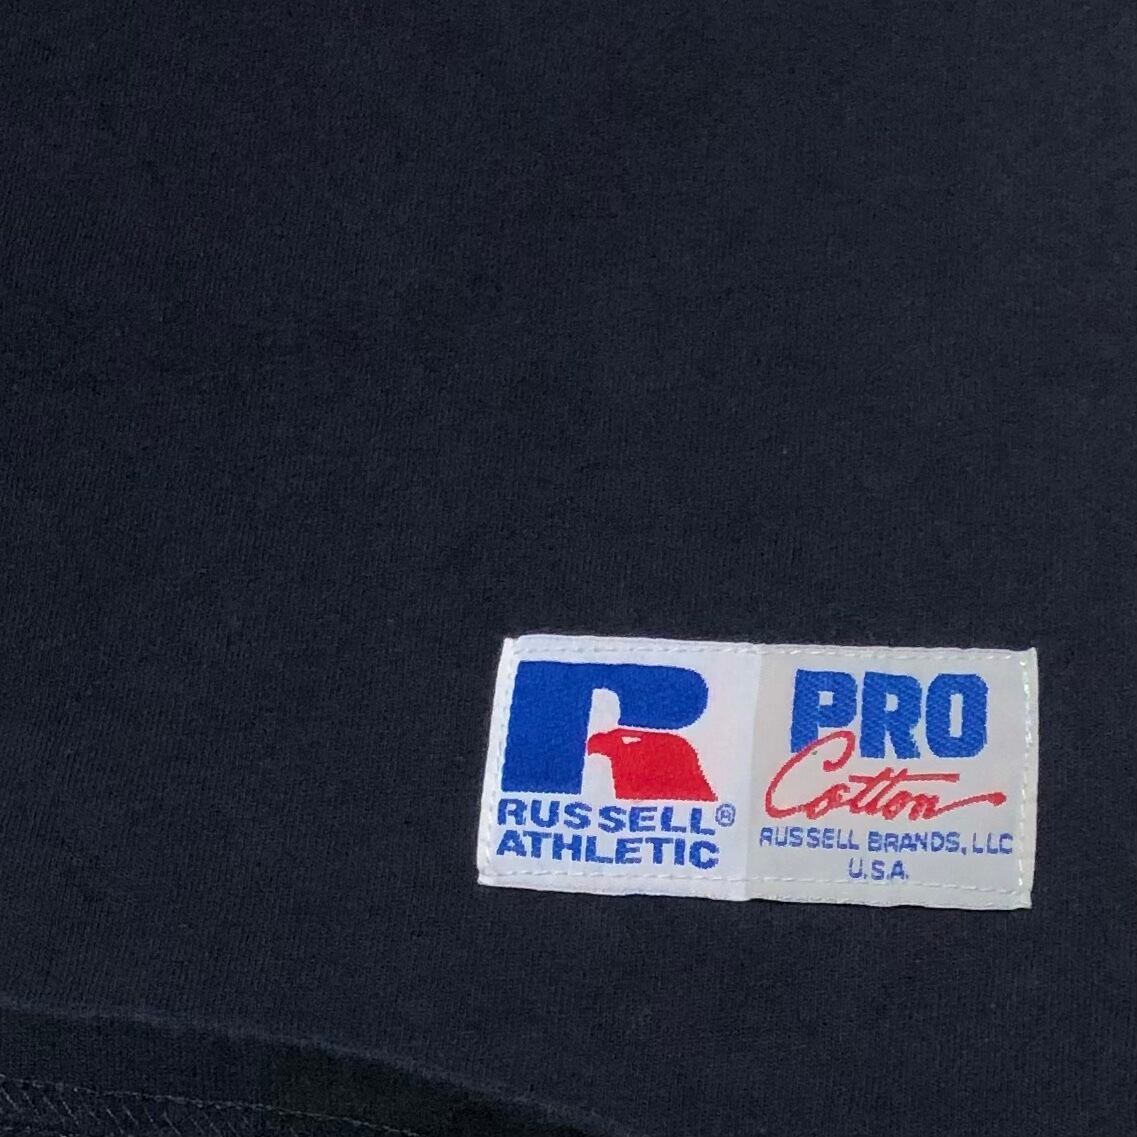 R
RUSSELL®
ATHLETIC
PRO
Cotton
RUSSELL BRANDS, LLC
U.S.A.